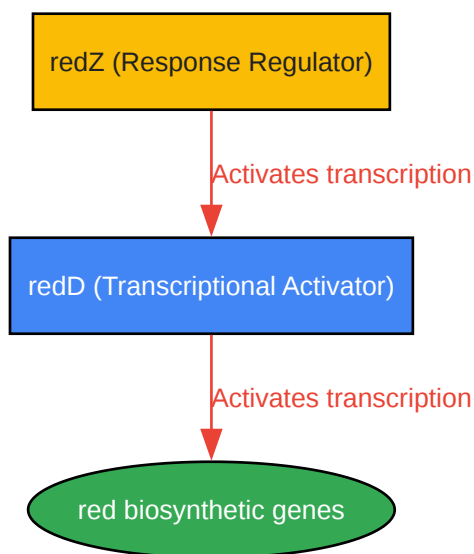 redZ (Response Regulator)
Activates transcription
redD (Transcriptional Activator)
Activates transcription
red biosynthetic genes